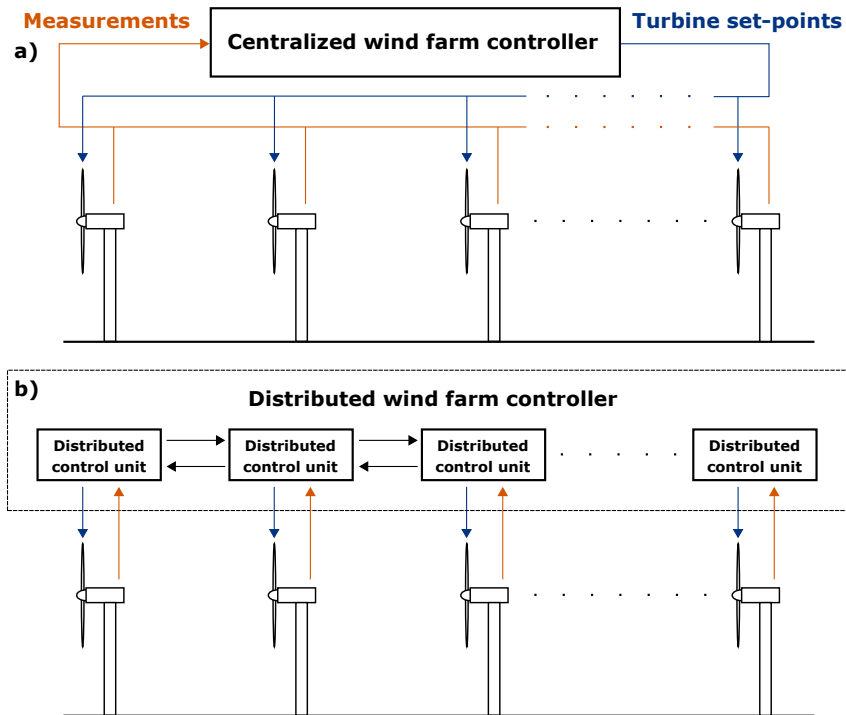 Measurements
Turbine set-points
Centralized wind farm controller
a)
b)
Distributed wind farm controller
Distributed
control unit
Distributed
control unit
Distributed
control unit
Distributed
control unit